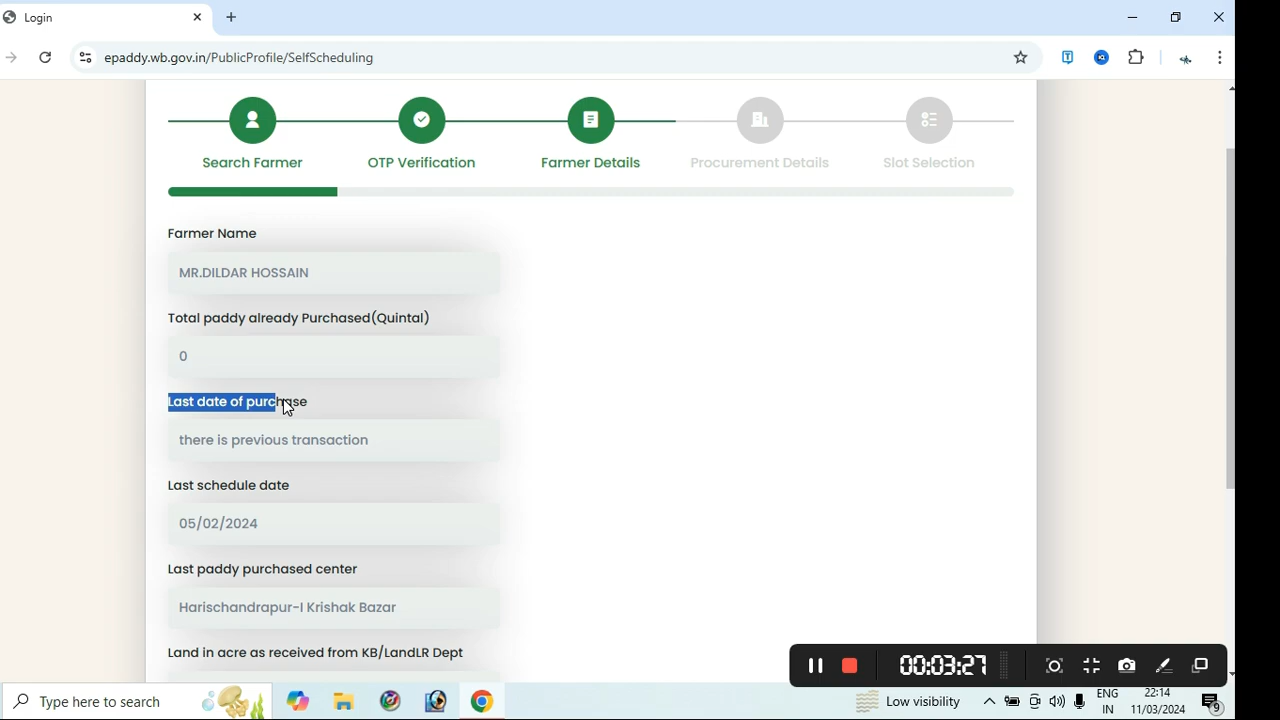 Login
epaddy.wb.gov.in/PublicProfile/SelfScheduling
Search Farmer
OTP Verification
Farmer Details
Procurement Details
Slot Selection
Farmer Name
MR.DILDAR HOSSAIN
Total paddy already Purchased(Quintal)
0
Last date of purchase
there is previous transaction
Last schedule date
05/02/2024
Last paddy purchased center
Harischandrapur-I Krishak Bazar
Land in acre as received from KB/LandLR Dept
00:03:27
Type here to search
Low visibility
ENG
IN
22:14
11/03/2024
9